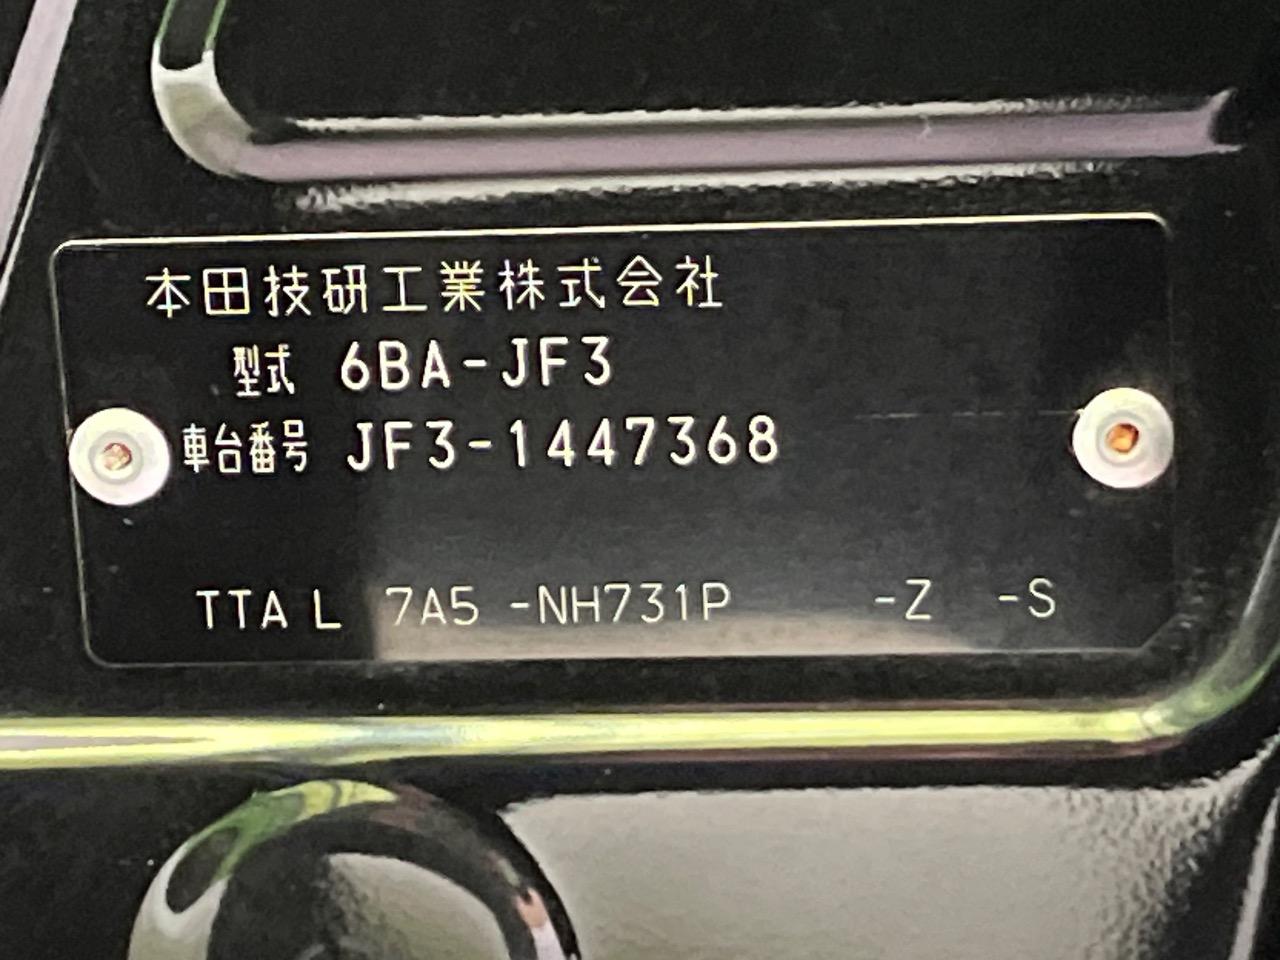 本田技研工業株式会社
型式 6BA-JF3
車台番号 JF3-1447368
TTA L 7A5 -NH731P -Z -S